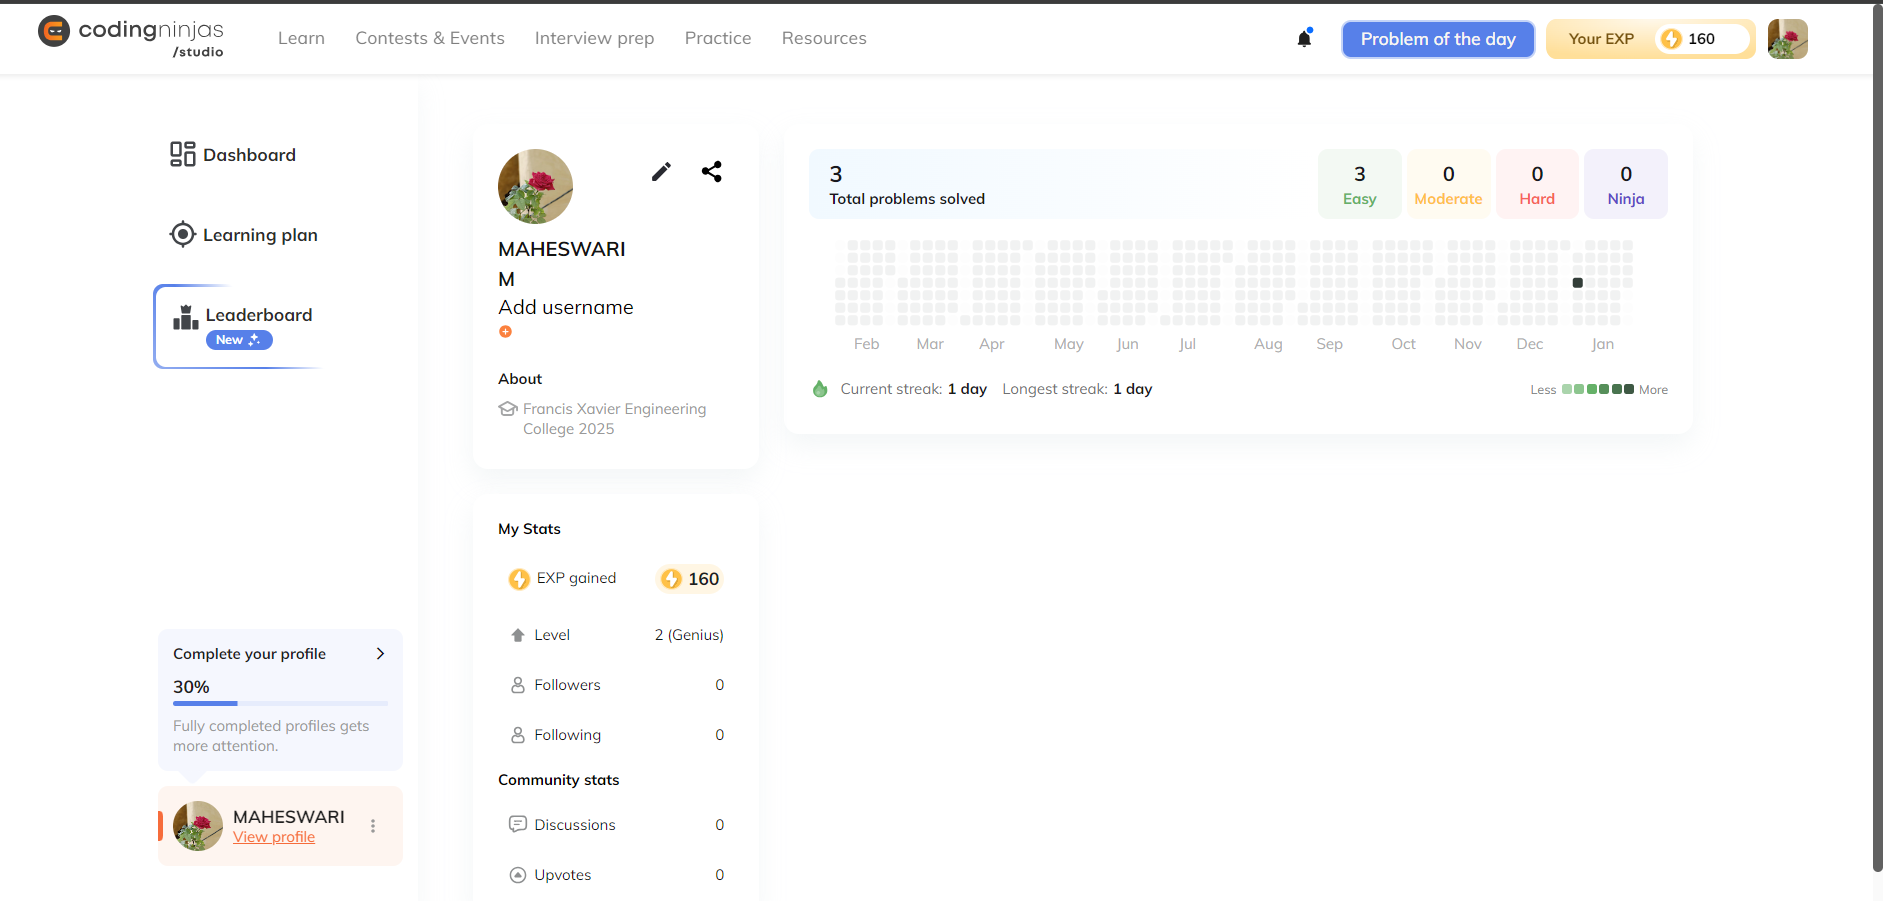 codingninjas
/studio
Learn
Contests & Events
Interview prep
Practice
Resources
Problem of the day
Your EXP
160
Dashboard
Learning plan
Leaderboard
New
Complete your profile
30%
Fully completed profiles gets
more attention.
MAHESWARI
View profile
MAHESWARI
M
Add username
About
Francis Xavier Engineering
College 2025
My Stats
EXP gained
160
Level
2 (Genius)
Followers
0
Following
0
Community stats
Discussions
0
Upvotes
0
3
Total problems solved
3
Easy
0
Moderate
0
Hard
0
Ninja
Feb Mar Apr May Jun Jul Aug Sep Oct Nov Dec Jan
Current streak: 1 day Longest streak: 1 day
Less More